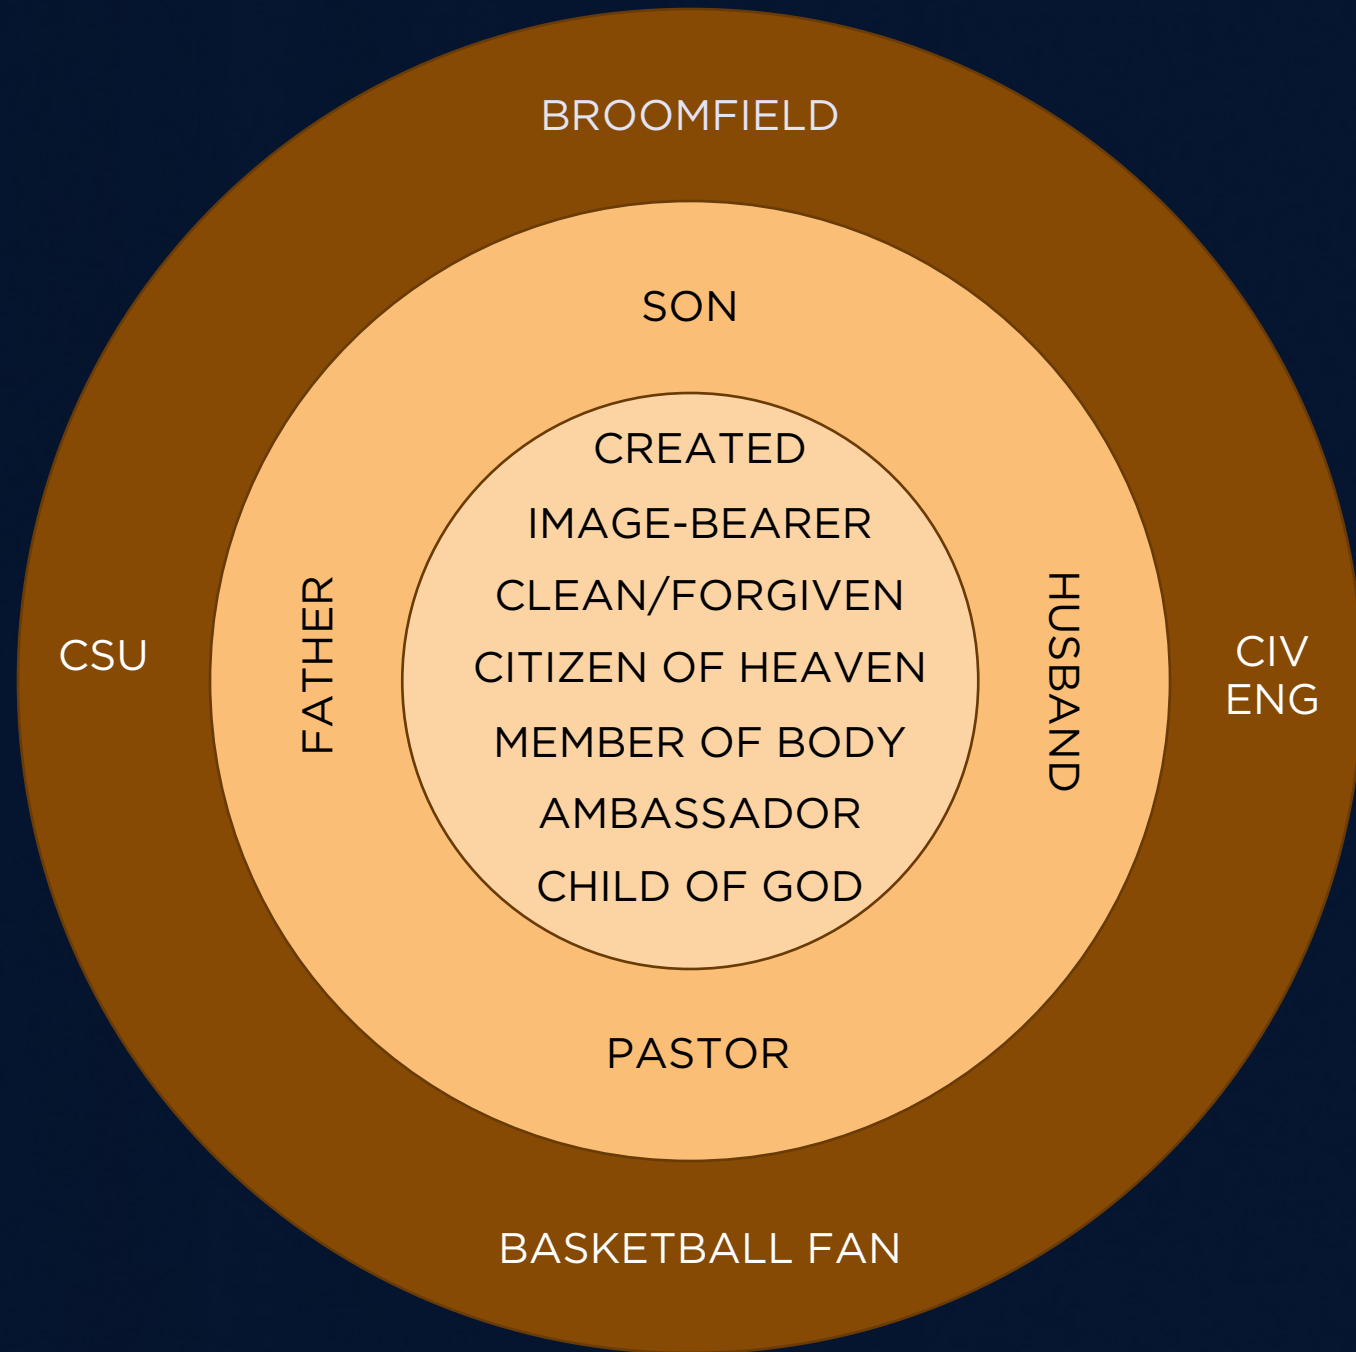 BROOMFIELD
SON
CREATED
IMAGE-BEARER
CLEAN/FORGIVEN
CITIZEN OF HEAVEN
MEMBER OF BODY
AMBASSADOR
CHILD OF GOD
FATHER
HUSBAND
CSU
CIV
ENG
PASTOR
BASKETBALL FAN